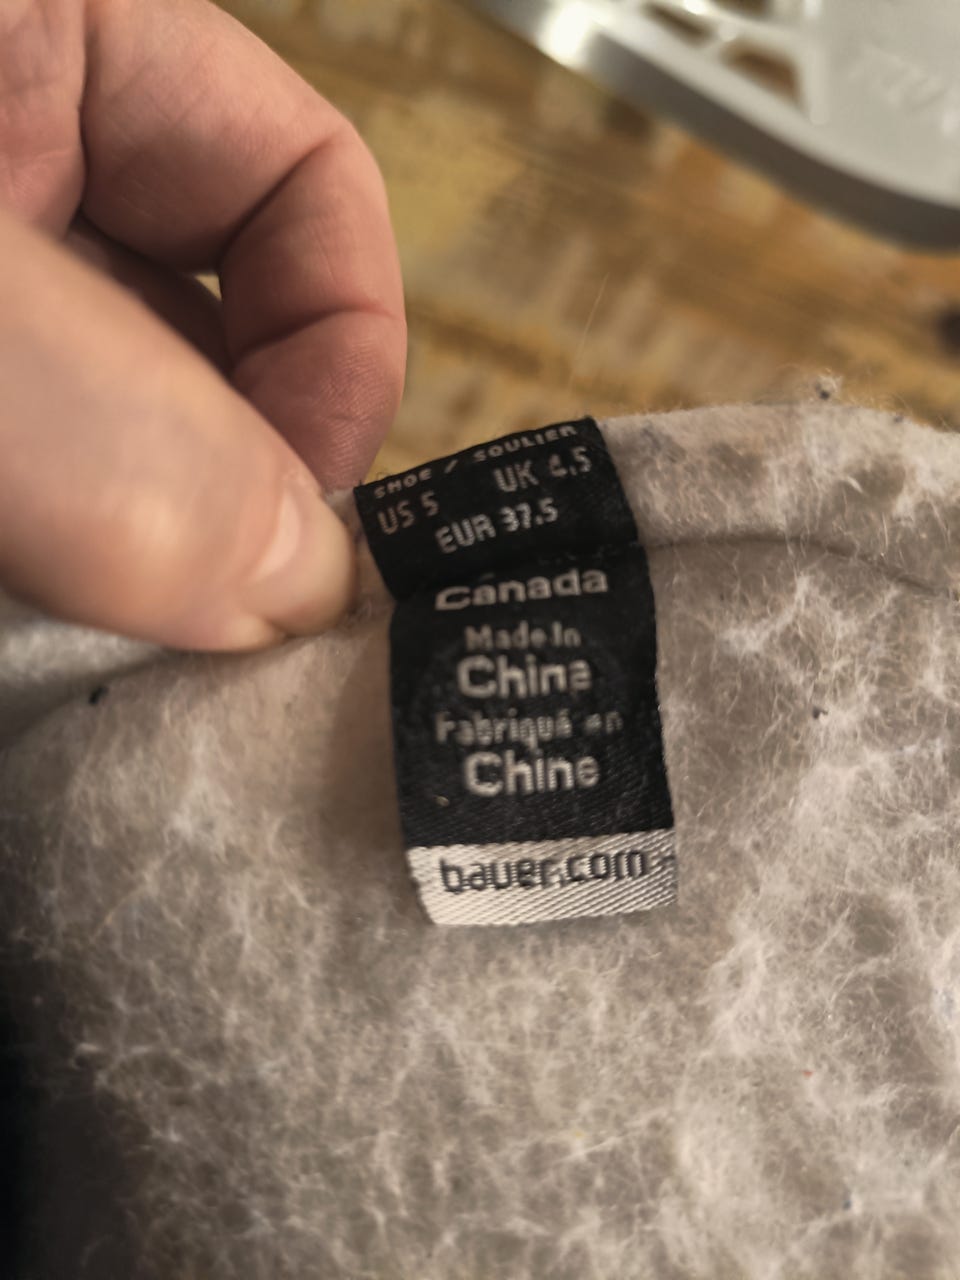 SHOE / SOULIER
US 5 UK 4.5
EUR 37.5
Canada
Made In
China
Fabriqué en
Chine
bauer.com